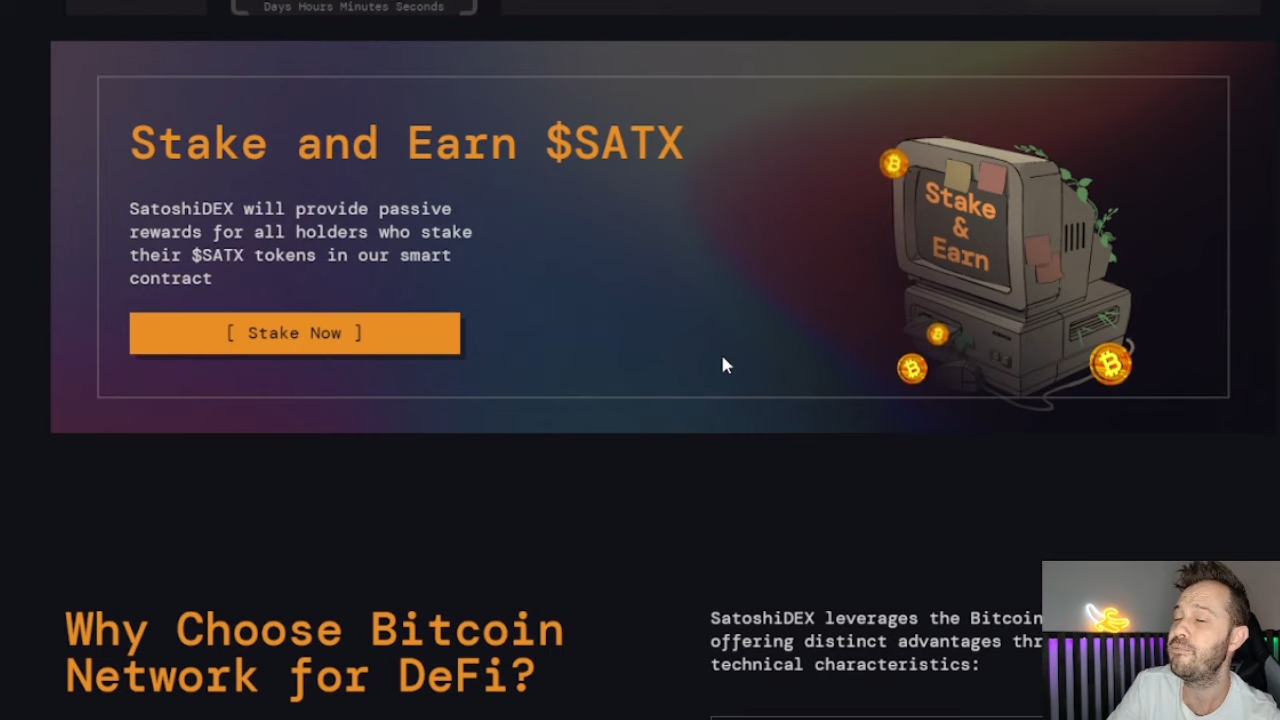 Days Hours Minutes Seconds
Stake and Earn $SATX
SatoshiDEX will provide passive
rewards for all holders who stake
their $SATX tokens in our smart
contract
[ Stake Now ]
Stake
&
Earn
Why Choose Bitcoin
Network for DeFi?
SatoshiDEX leverages the Bitcoin
offering distinct advantages thr
technical characteristics: